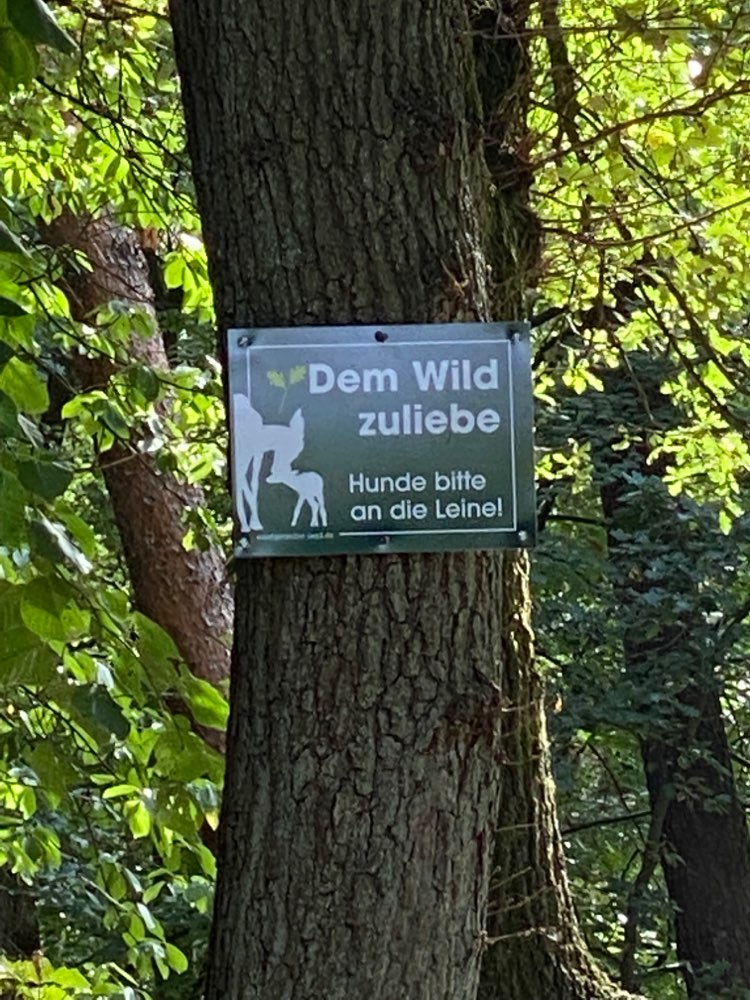 Dem Wild
zuliebe
Hunde bitte
an die Leine!